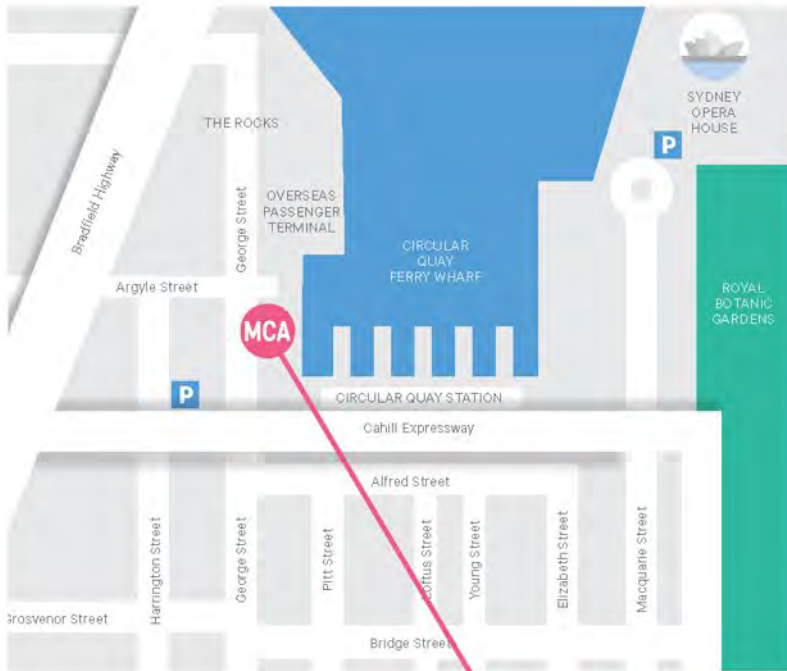 SYDNEY
OPERA
HOUSE
P
THE ROCKS
Bradfield Highway
George Street
OVERSEAS
PASSENGER
TERMINAL
CIRCULAR
QUAY
FERRY WHARF
Argyle Street
ROYAL
BOTANIC
GARDENS
MCA
P
CIRCULAR QUAY STATION
Cahill Expressway
Alfred Street
Harrington Street
George Street
Pitt Street
Loftus Street
Young Street
Elizabeth Street
Macquarie Street
Grosvenor Street
Bridge Street